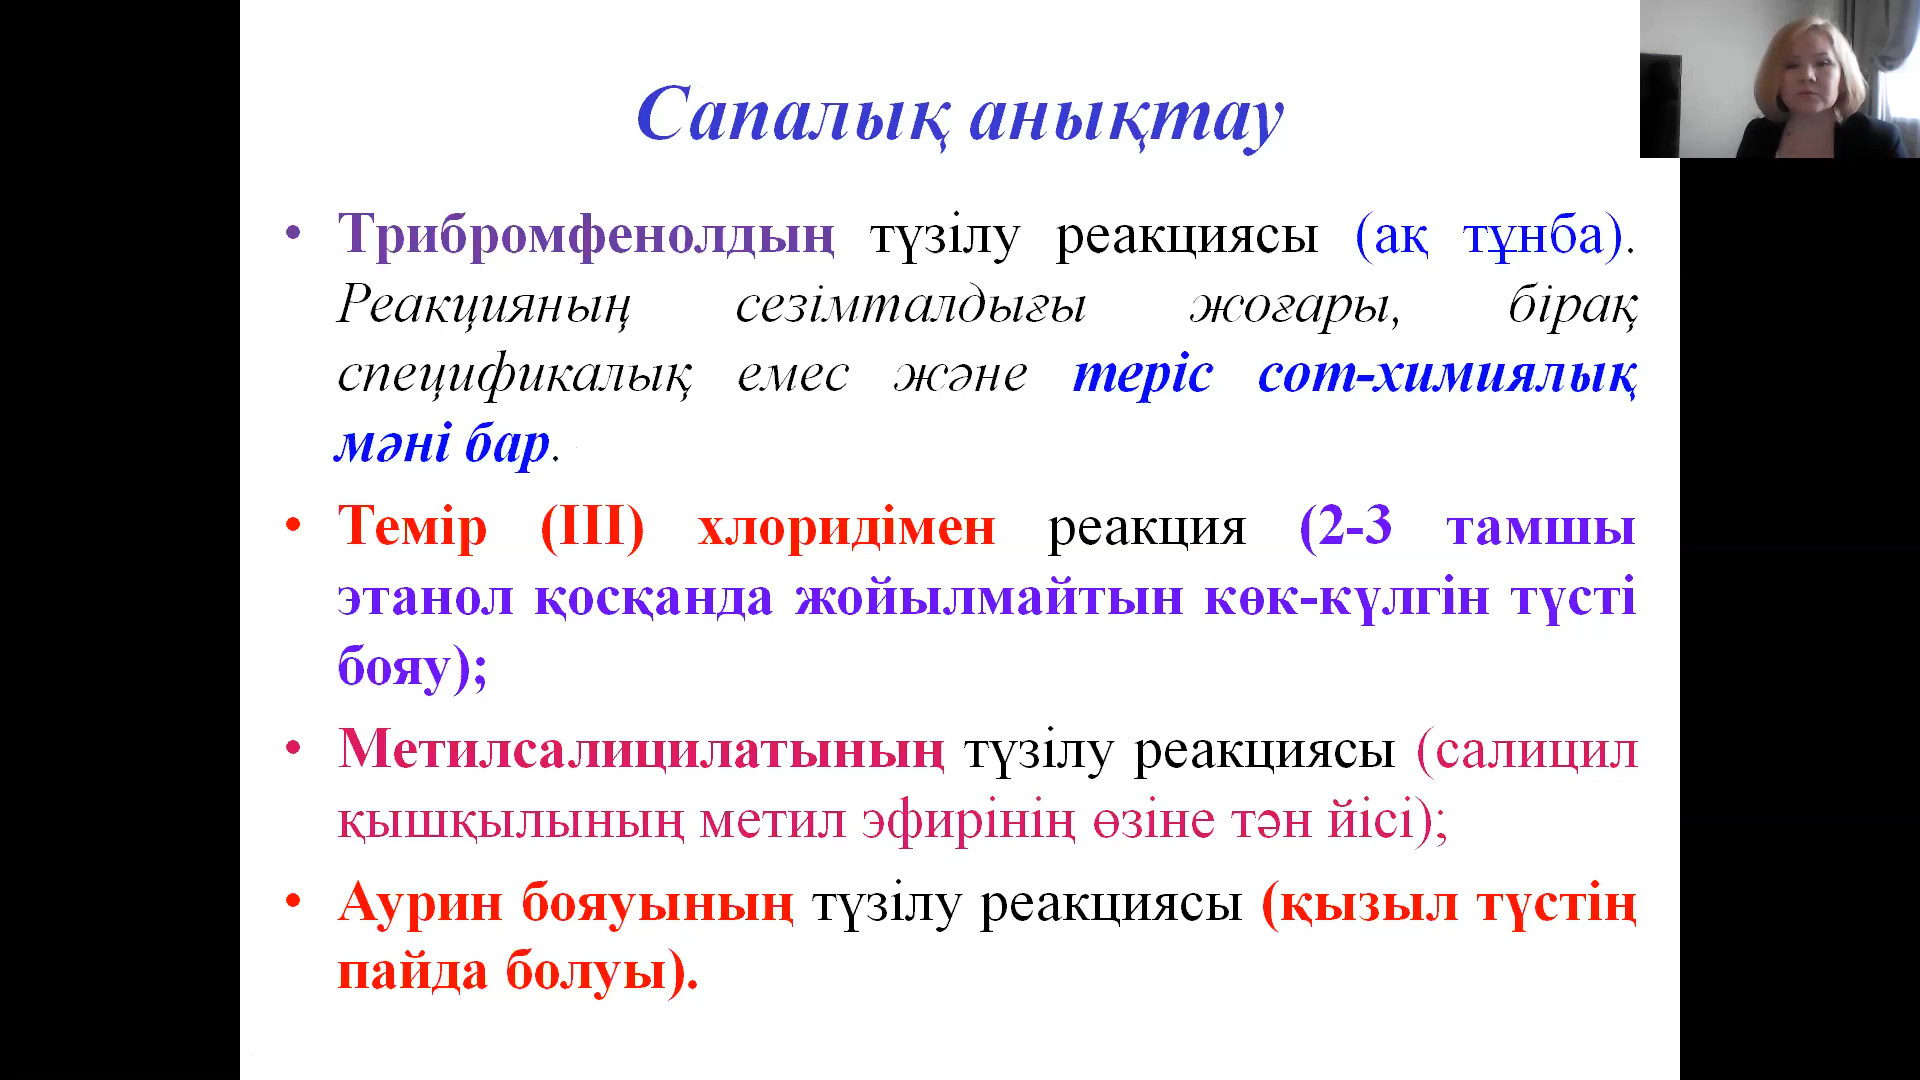 Сапалық анықтау
• Трибромфенолдың түзілу реакциясы (ақ тұнба).
Реакцияның сезімталдығы жоғары, бірақ
спецификалық емес және теріс сот-химиялық
мәні бар.
• Темір (III) хлоридімен реакция (2-3 тамшы
этанол қосқанда жойылмайтын көк-күлгін түсті
бояу);
• Метилсалицилатының түзілу реакциясы (салицил
қышқылының метил эфирінің өзіне тән йісі);
• Аурин бояуының түзілу реакциясы (қызыл түстің
пайда болуы).